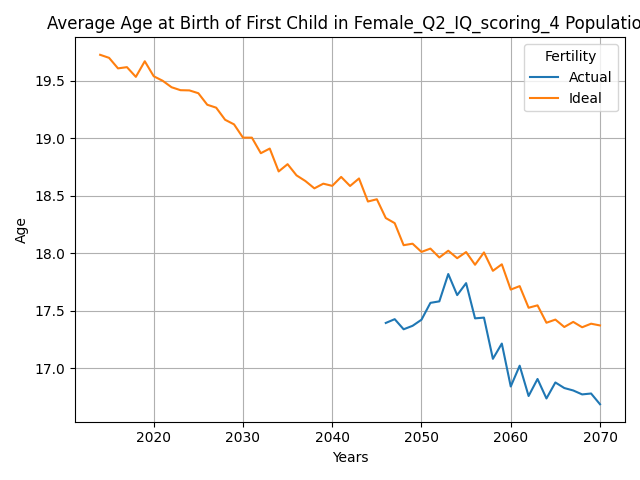 Average Age at Birth of First Child in Female_Q2_IQ_scoring_4 Populatio
Fertility
Actual
Ideal
19.5
19.0
18.5
18.0
17.5
17.0
Age
2020 2030 2040 2050 2060 2070
Years